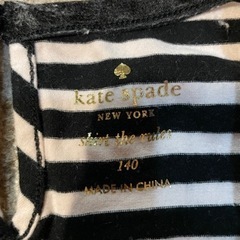 kate spade
NEW YORK
skirt the rules
140
MADE IN CHINA